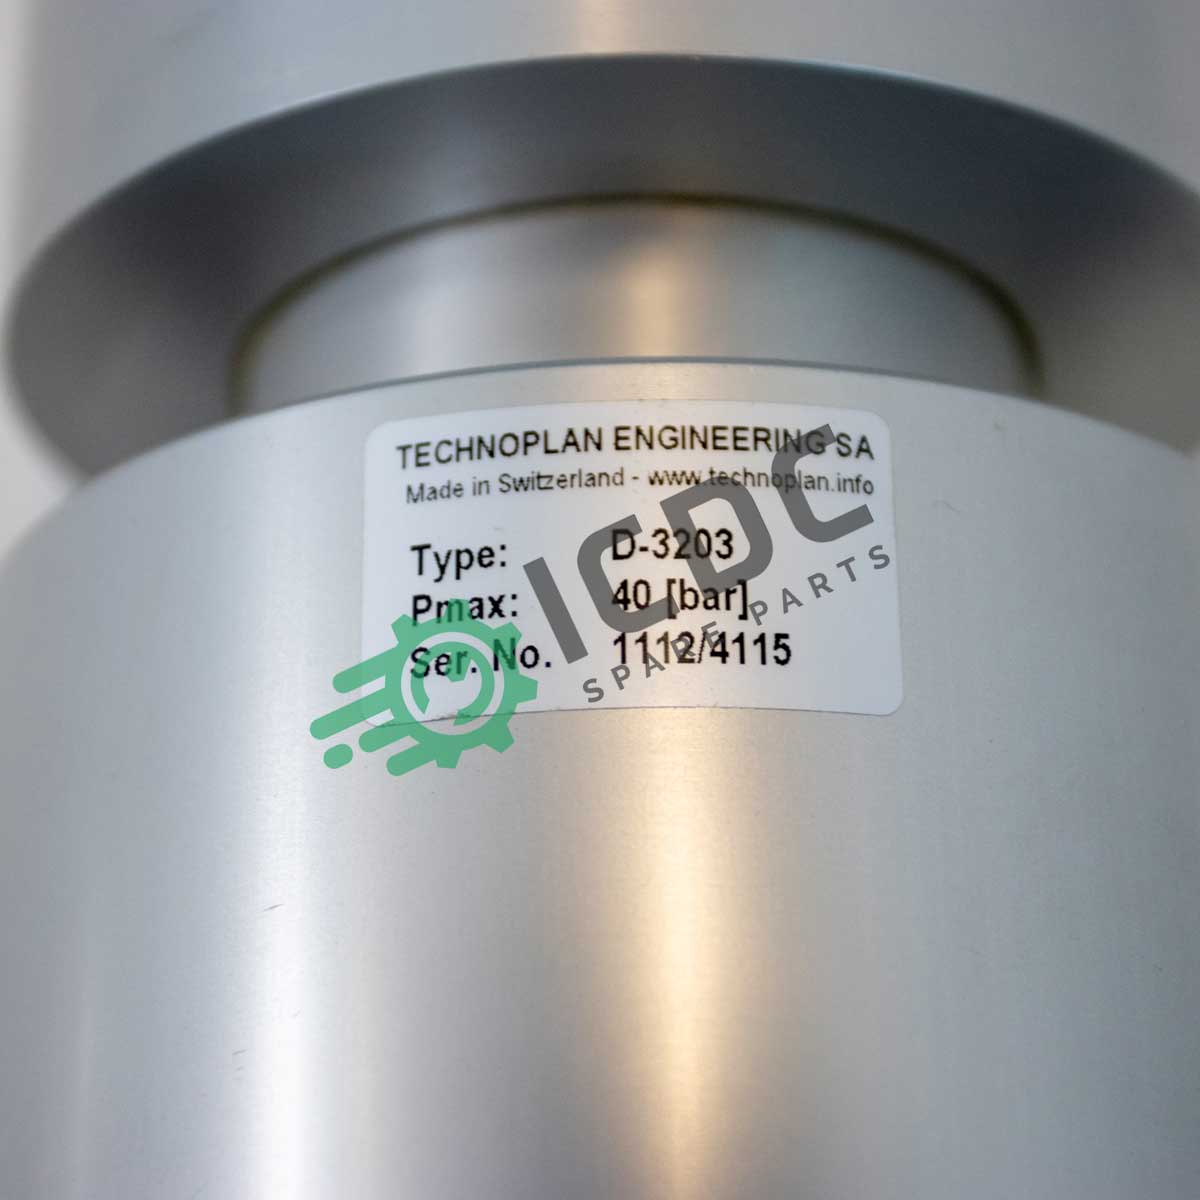 TECHNOPLAN ENGINEERING SA
Made in Switzerland - www.technoplan.info
Type: D-3203
Pmax: 40 [bar]
Ser. No. 1112/4115
ICDC
SPARE PARTS